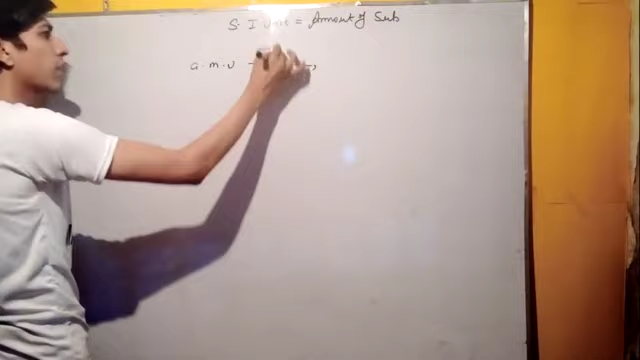 S. I Unit = Amount of Sub
a.m.u -